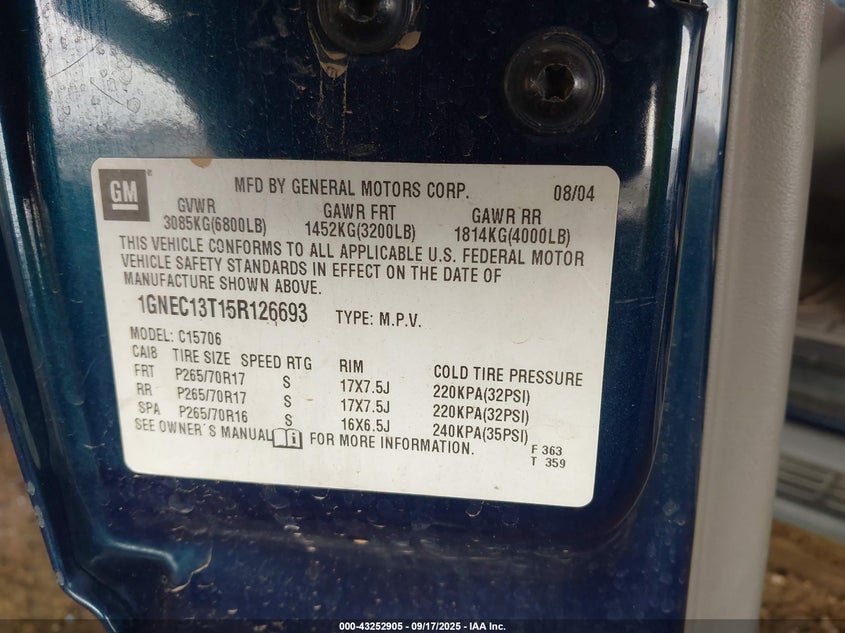 GM
MFD BY GENERAL MOTORS CORP. 08/04
GVWR GAWR FRT GAWR RR
3085KG(6800LB) 1452KG(3200LB) 1814KG(4000LB)
THIS VEHICLE CONFORMS TO ALL APPLICABLE U.S. FEDERAL MOTOR
VEHICLE SAFETY STANDARDS IN EFFECT ON THE DATE OF
MANUFACTURE SHOWN ABOVE.
1GNEC13T15R126693 TYPE: M.P.V.
MODEL: C15706
CAI8 TIRE SIZE SPEED RTG RIM COLD TIRE PRESSURE
FRT P265/70R17 S 17X7.5J 220KPA(32PSI)
RR P265/70R17 S 17X7.5J 220KPA(32PSI)
SPA P265/70R16 S 16X6.5J 240KPA(35PSI)
SEE OWNER'S MANUAL FOR MORE INFORMATION.
F 363
T 359
000-43252905 - 09/17/2025 - IAA Inc.